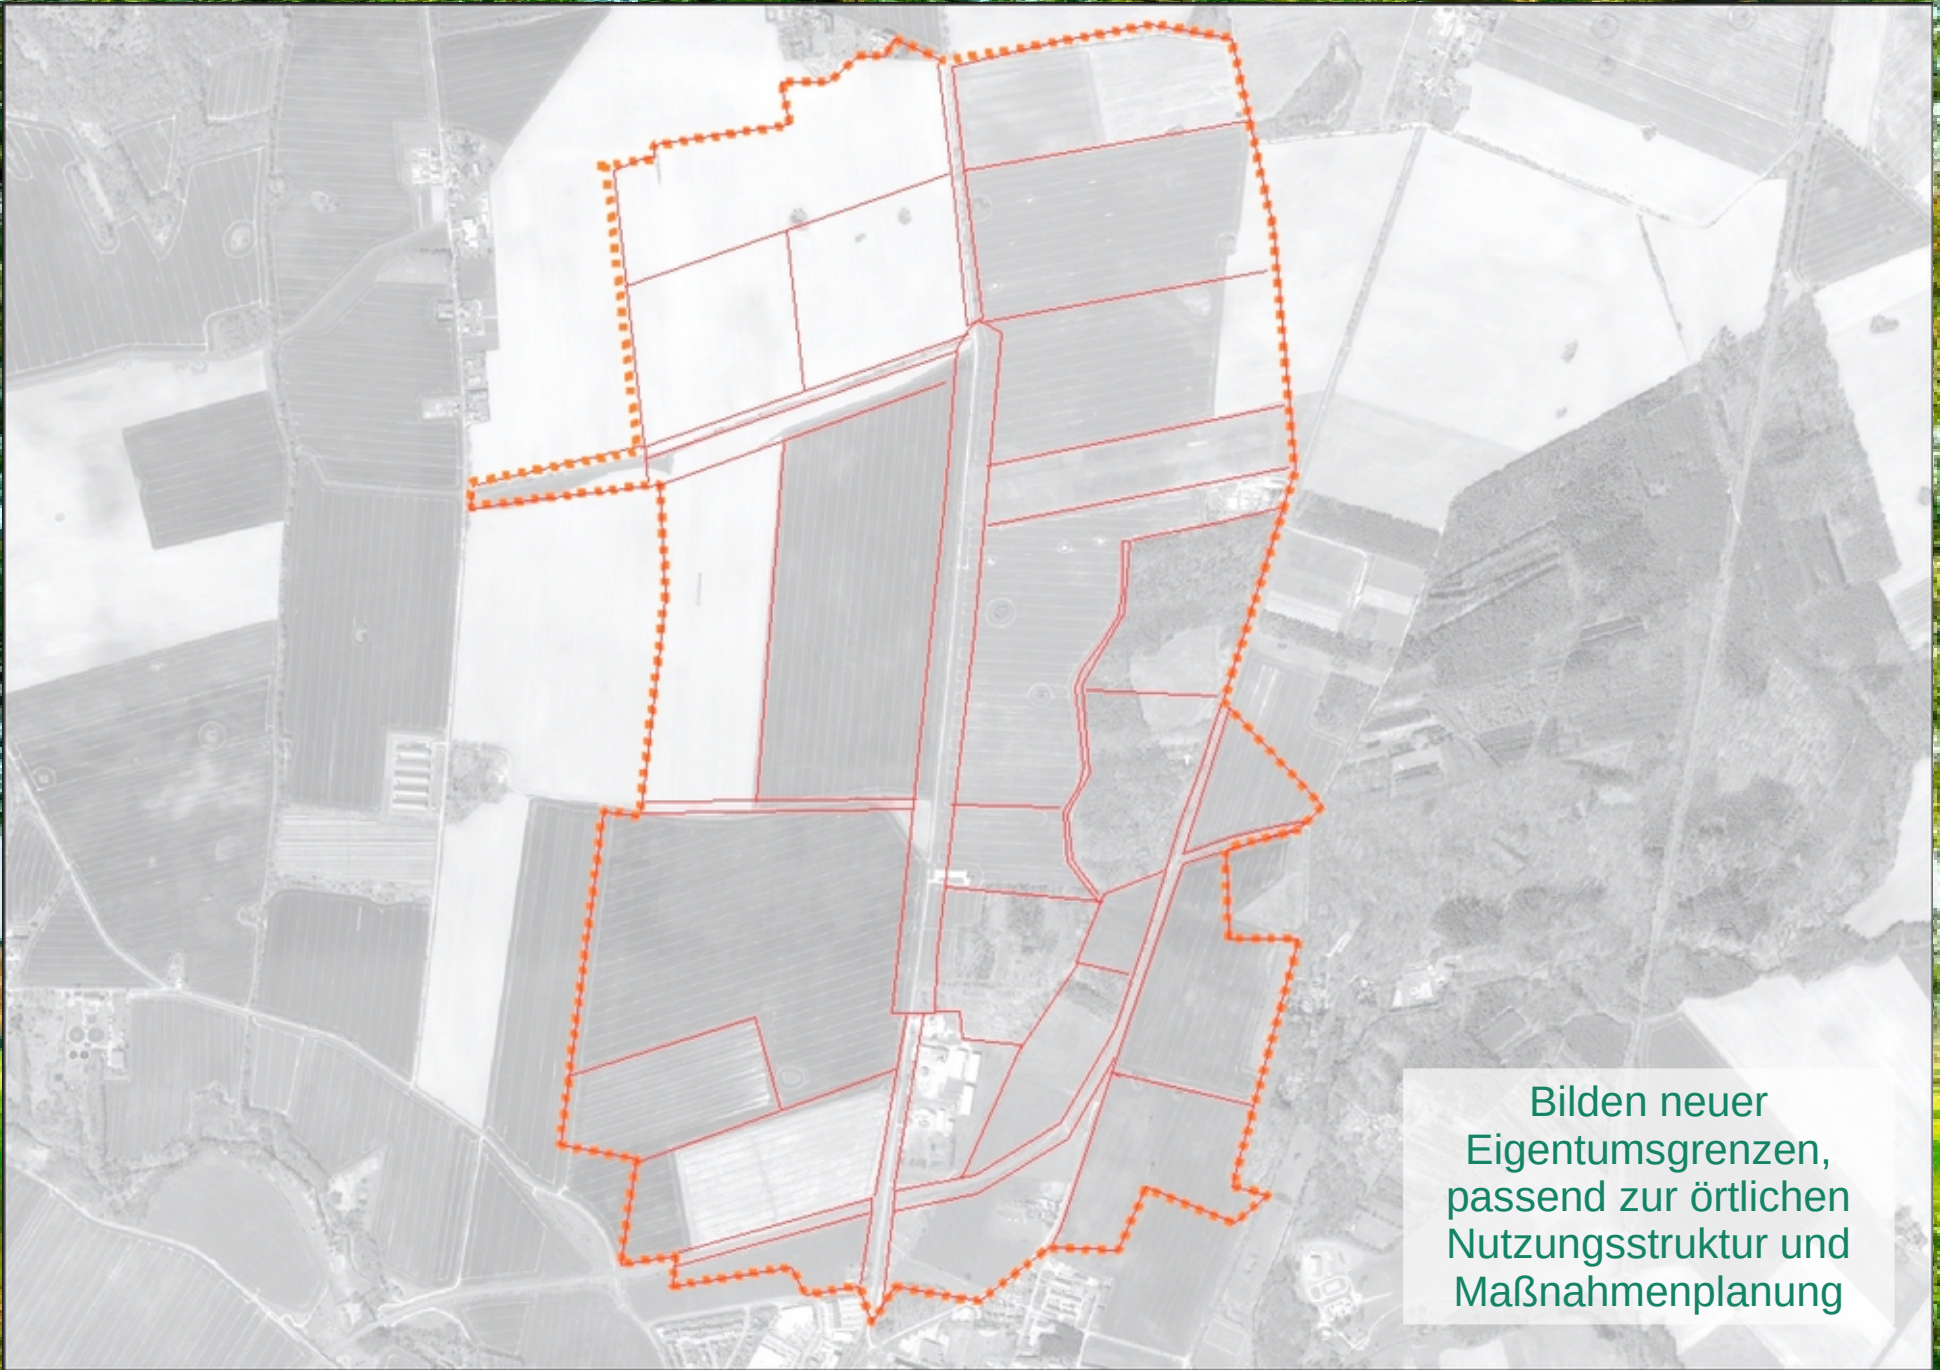 Bilden neuer
Eigentumsgrenzen,
passend zur örtlichen
Nutzungsstruktur und
Maßnahmenplanung